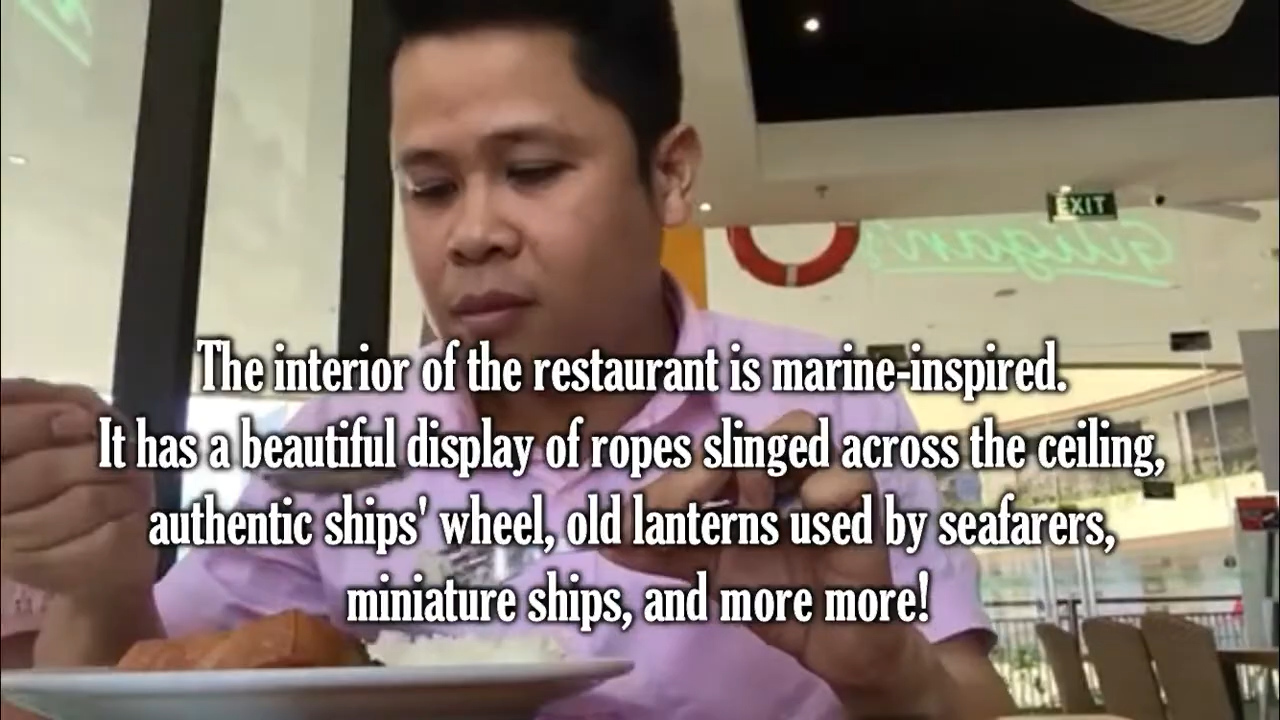 EXIT
Giligan's
The interior of the restaurant is marine-inspired.
It has a beautiful display of ropes slinged across the ceiling,
authentic ships' wheel, old lanterns used by seafarers,
miniature ships, and more more!